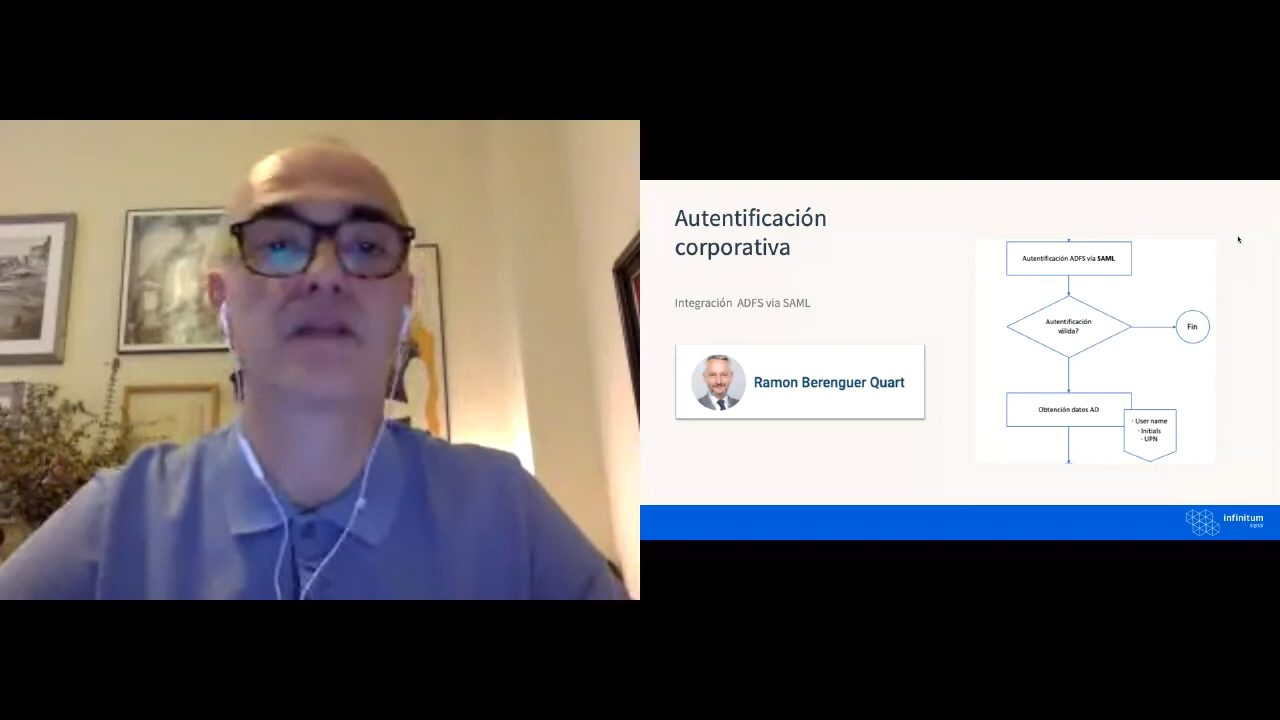 Autentificación
corporativa
Integración ADFS via SAML
Ramon Berenguer Quart
Autentificación ADFS via SAML
Autentificación
válida?
Fin
Obtención datos AD
- User name
- Initials
- UPN
infinitum
digital